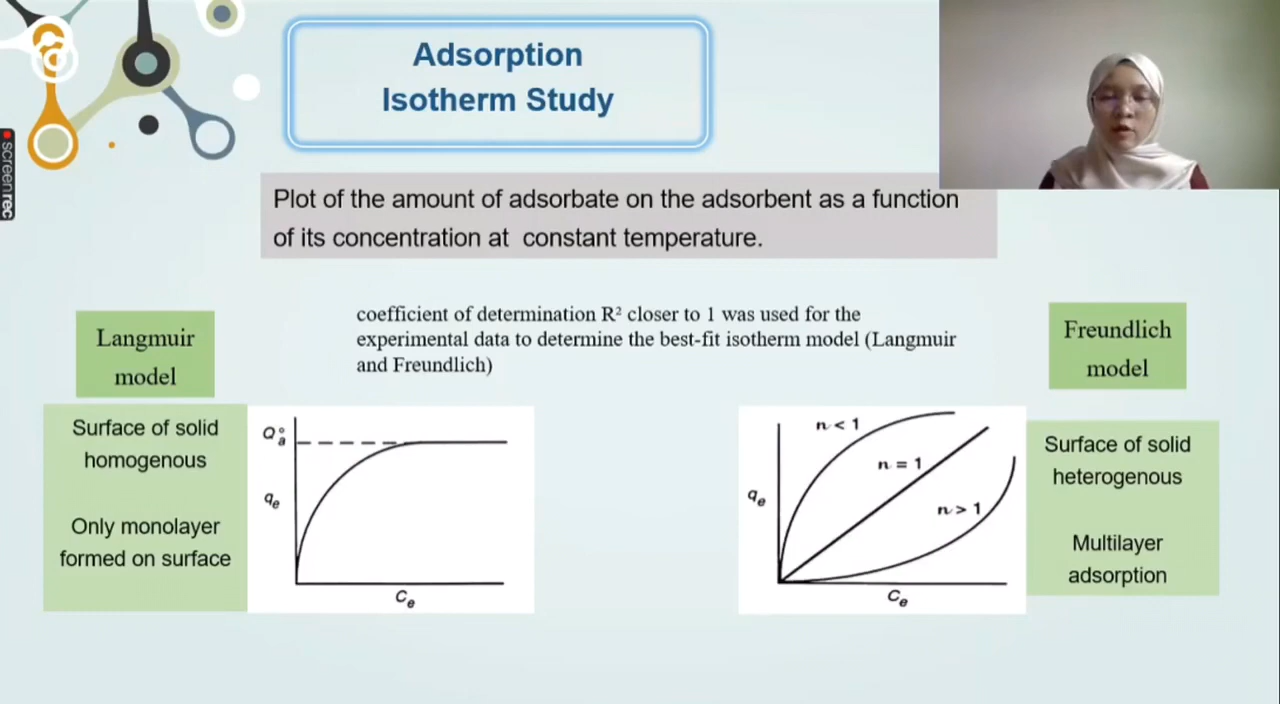 Adsorption
Isotherm Study
screenrec
Plot of the amount of adsorbate on the adsorbent as a function
of its concentration at constant temperature.
coefficient of determination R² closer to 1 was used for the
experimental data to determine the best-fit isotherm model (Langmuir
and Freundlich)
Langmuir
model
Surface of solid
homogenous
Only monolayer
formed on surface
Q°a
qe
Ce
n < 1
n = 1
n > 1
qe
Ce
Freundlich
model
Surface of solid
heterogenous
Multilayer
adsorption